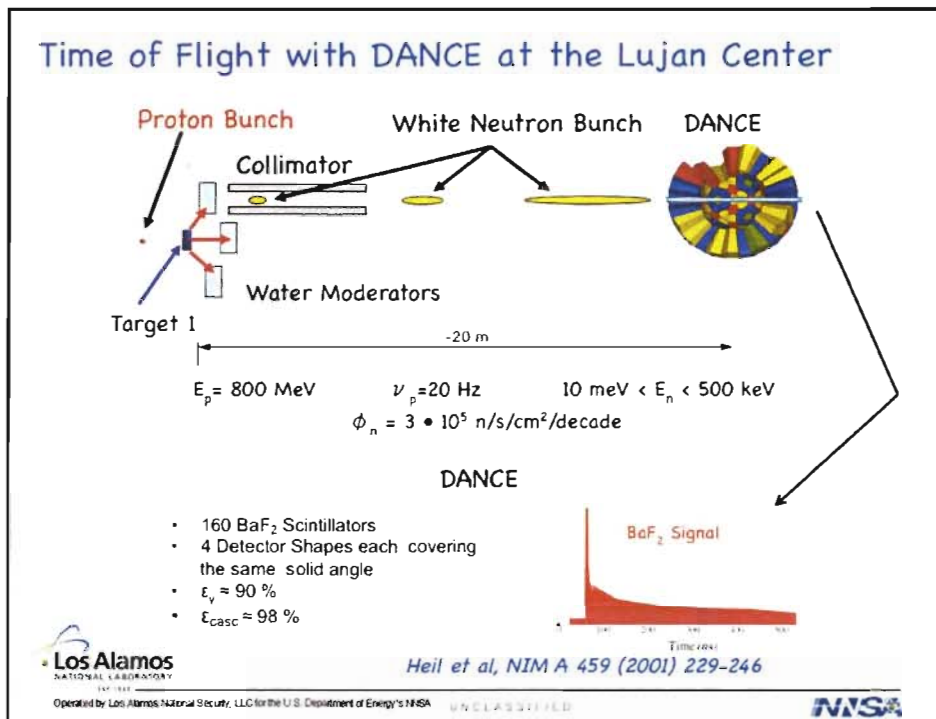 Time of Flight with DANCE at the Lujan Center
Proton Bunch
White Neutron Bunch
DANCE
Collimator
Water Moderators
Target 1
~20 m
E_p = 800 MeV
ν_p =20 Hz
10 meV < E_n < 500 keV
ϕ_n = 3 • 10⁵ n/s/cm²/decade
DANCE
• 160 BaF₂ Scintillators
• 4 Detector Shapes each covering
the same solid angle
• ε_γ ≈ 90 %
• ε_casc ≈ 98 %
BaF₂ Signal
Time (ns)
Los Alamos
NATIONAL LABORATORY
Heil et al, NIM A 459 (2001) 229-246
Operated by Los Alamos National Security, LLC for the U.S. Department of Energy's NNSA
UNCLASSIFIED
NNSA